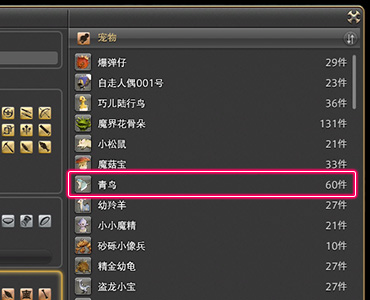 宠物
爆弹仔 29件
自走人偶001号 23件
巧儿陆行鸟 36件
魔界花骨朵 131件
小松鼠 21件
魔菇宝 33件
青鸟 60件
幼羚羊 27件
小小魔精 21件
砂砾小像兵 10件
精金幼龟 27件
盗龙小宝 21件